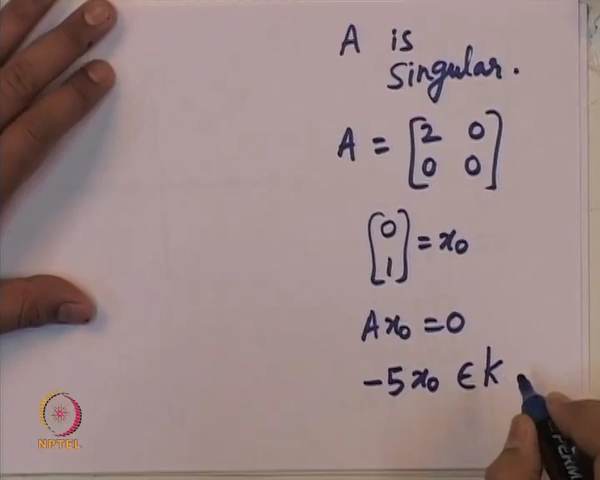 A is
singular.
A = [2 0
0 0]
[0
1] = x₀
Ax₀ = 0
-5x₀ ∈ k
NPTEL